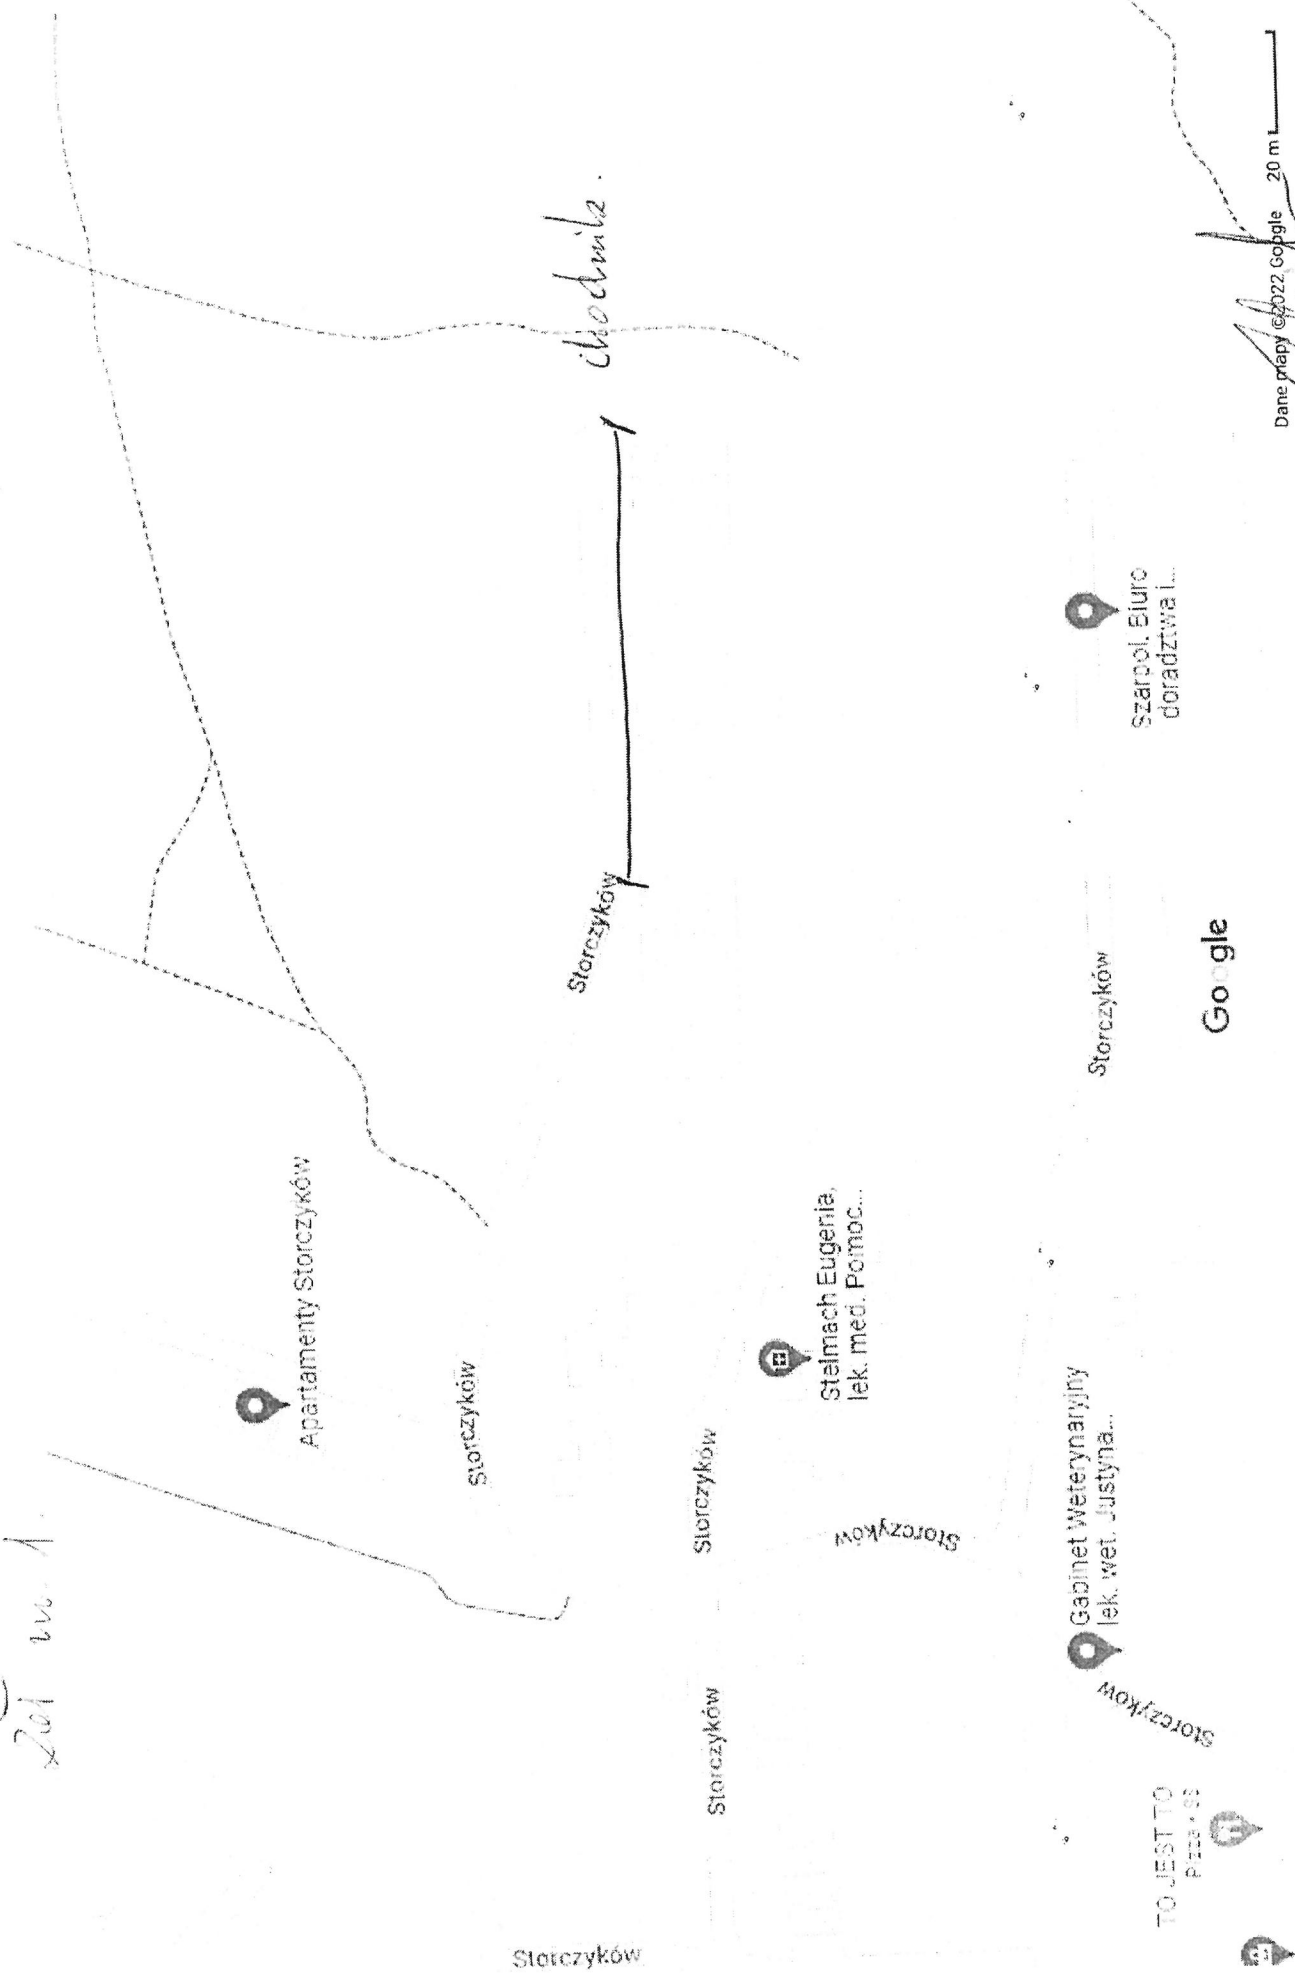 Zał nr 1
Apartamenty Storczyków
Storczyków
Storczyków
chodnik.
Storczyków
Storczyków
Storczyków
Storczyków
Stelmach Eugenia,
lek. med. Pomoc...
Gabinet Weterynaryjny
lek. wet. Justyna...
Storczyków
Storczyków
Szarpol. Biuro
doradztwa i...
TO JEST TO
Pizza • $$
Google
Dane mapy ©2022 Google 20 m